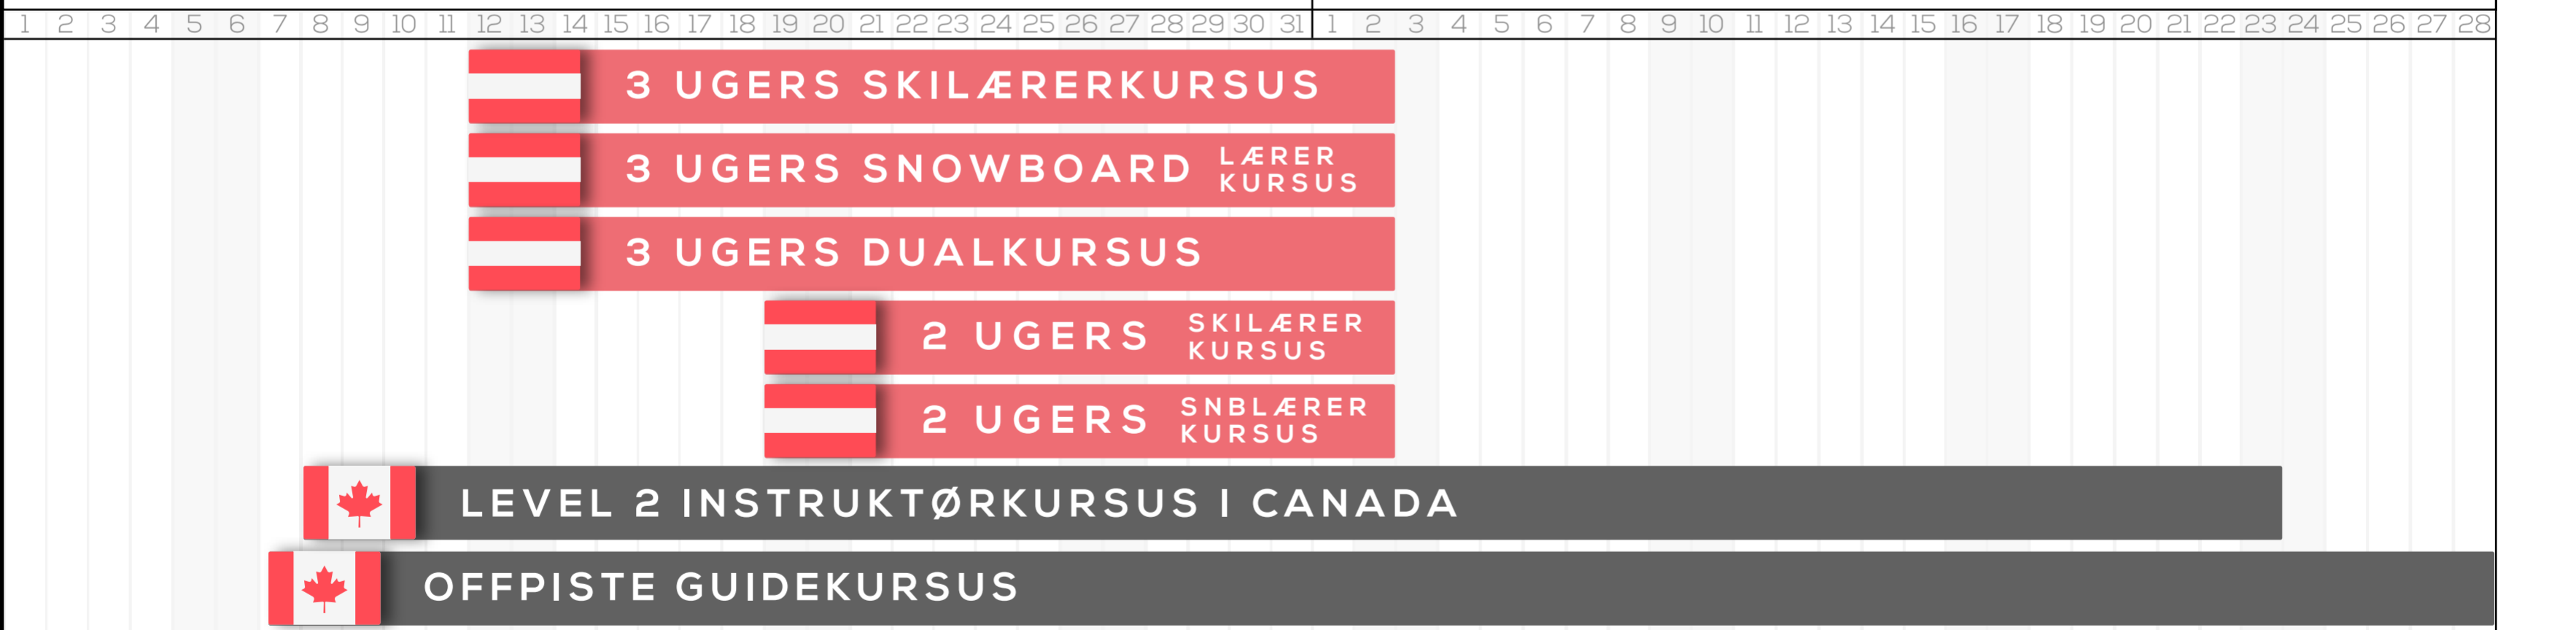 1 2 3 4 5 6 7 8 9 10 11 12 13 14 15 16 17 18 19 20 21 22 23 24 25 26 27 28 29 30 31 1 2 3 4 5 6 7 8 9 10 11 12 13 14 15 16 17 18 19 20 21 22 23 24 25 26 27 28
3 UGERS SKILÆRERKURSUS
3 UGERS SNOWBOARD LÆRER
KURSUS
3 UGERS DUALKURSUS
2 UGERS SKILÆRER
KURSUS
2 UGERS SNBLÆRER
KURSUS
LEVEL 2 INSTRUKTØRKURSUS I CANADA
OFFPISTE GUIDEKURSUS